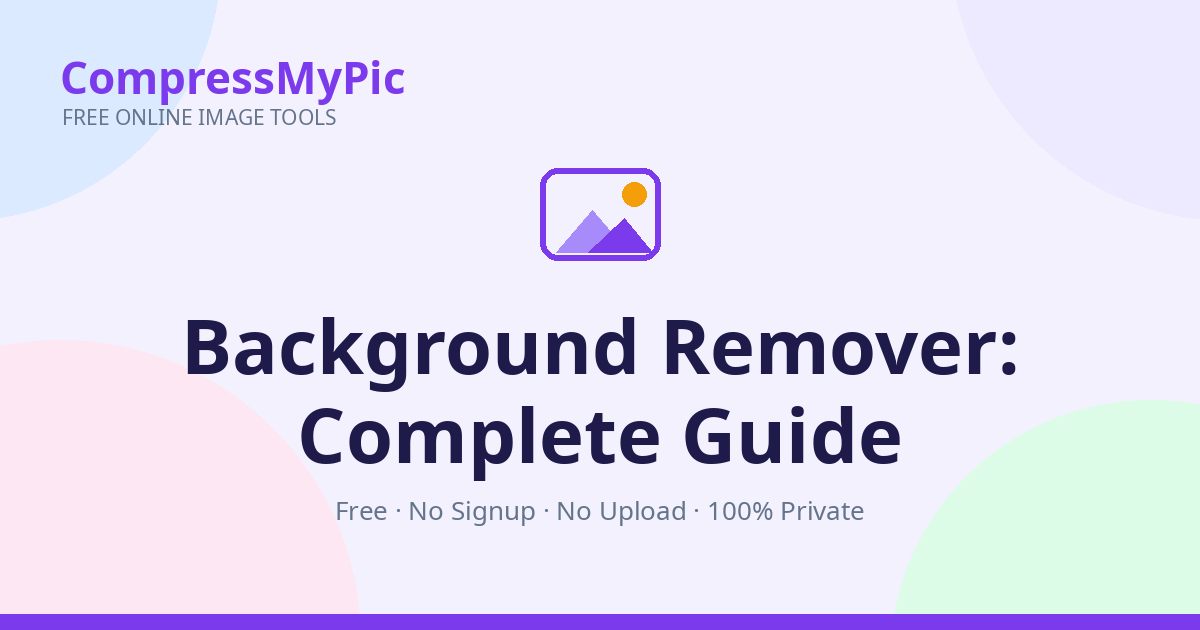 CompressMyPic
FREE ONLINE IMAGE TOOLS
Background Remover:
Complete Guide
Free · No Signup · No Upload · 100% Private